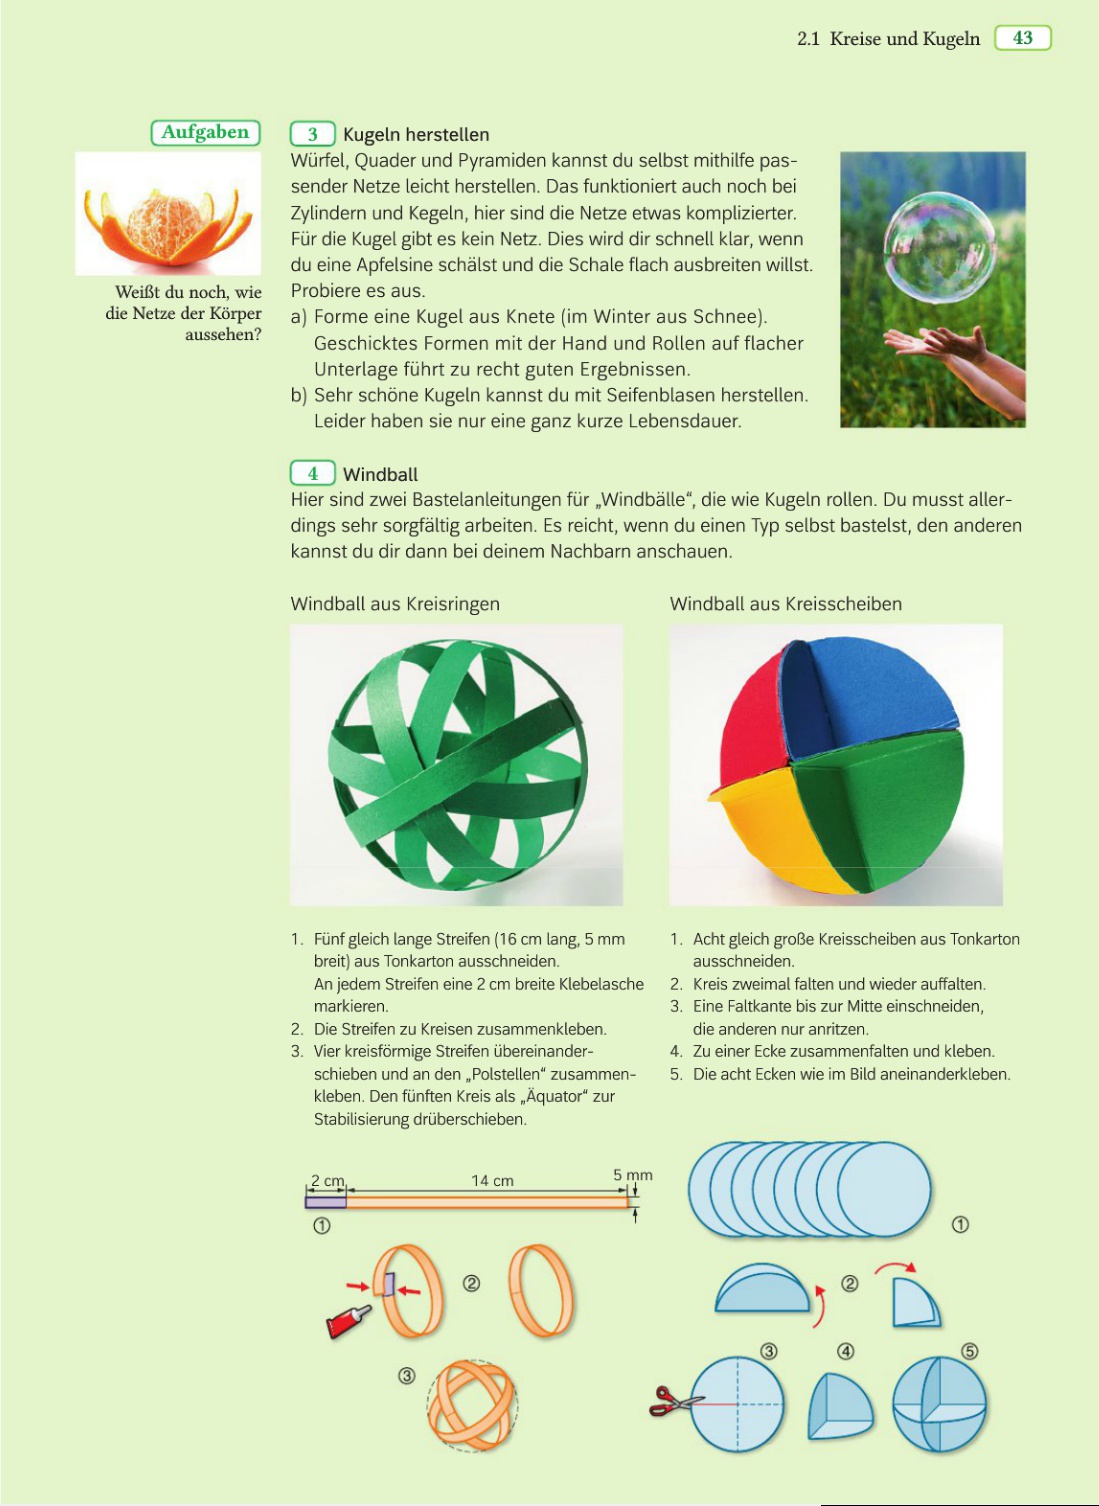 2.1 Kreise und Kugeln 43
Aufgaben
Weißt du noch, wie
die Netze der Körper
aussehen?
3 Kugeln herstellen
Würfel, Quader und Pyramiden kannst du selbst mithilfe pas-
sender Netze leicht herstellen. Das funktioniert auch noch bei
Zylindern und Kegeln, hier sind die Netze etwas komplizierter.
Für die Kugel gibt es kein Netz. Dies wird dir schnell klar, wenn
du eine Apfelsine schälst und die Schale flach ausbreiten willst.
Probiere es aus.
a) Forme eine Kugel aus Knete (im Winter aus Schnee).
Geschicktes Formen mit der Hand und Rollen auf flacher
Unterlage führt zu recht guten Ergebnissen.
b) Sehr schöne Kugeln kannst du mit Seifenblasen herstellen.
Leider haben sie nur eine ganz kurze Lebensdauer.
4 Windball
Hier sind zwei Bastelanleitungen für „Windbälle“, die wie Kugeln rollen. Du musst aller-
dings sehr sorgfältig arbeiten. Es reicht, wenn du einen Typ selbst bastelst, den anderen
kannst du dir dann bei deinem Nachbarn anschauen.
Windball aus Kreisringen
1. Fünf gleich lange Streifen (16 cm lang, 5 mm
breit) aus Tonkarton ausschneiden.
An jedem Streifen eine 2 cm breite Klebelasche
markieren.
2. Die Streifen zu Kreisen zusammenkleben.
3. Vier kreisförmige Streifen übereinander-
schieben und an den „Polstellen“ zusammen-
kleben. Den fünften Kreis als „Äquator“ zur
Stabilisierung drüberschieben.
2 cm 14 cm 5 mm
①
②
③
Windball aus Kreisscheiben
1. Acht gleich große Kreisscheiben aus Tonkarton
ausschneiden.
2. Kreis zweimal falten und wieder auffalten.
3. Eine Faltkante bis zur Mitte einschneiden,
die anderen nur anritzen.
4. Zu einer Ecke zusammenfalten und kleben.
5. Die acht Ecken wie im Bild aneinanderkleben.
①
②
③ ④ ⑤